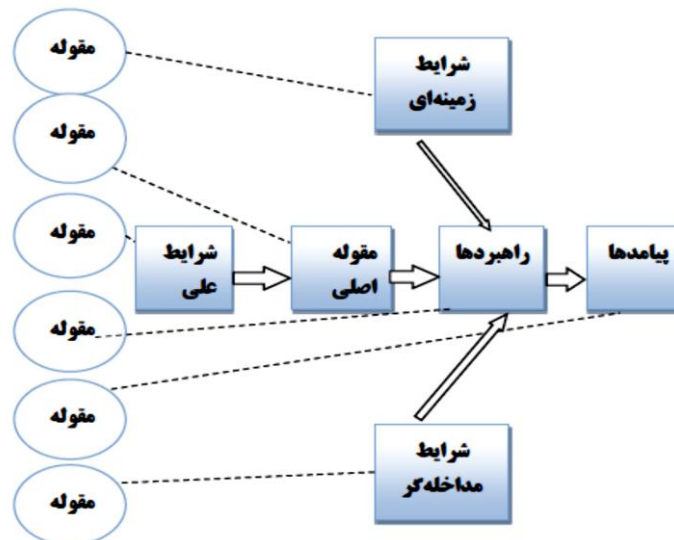 مقوله
شرایط
زمینه‌ای
مقوله
مقوله
شرایط
علی
مقوله
اصلی
راهبردها
پیامدها
مقوله
مقوله
شرایط
مداخله‌گر
مقوله